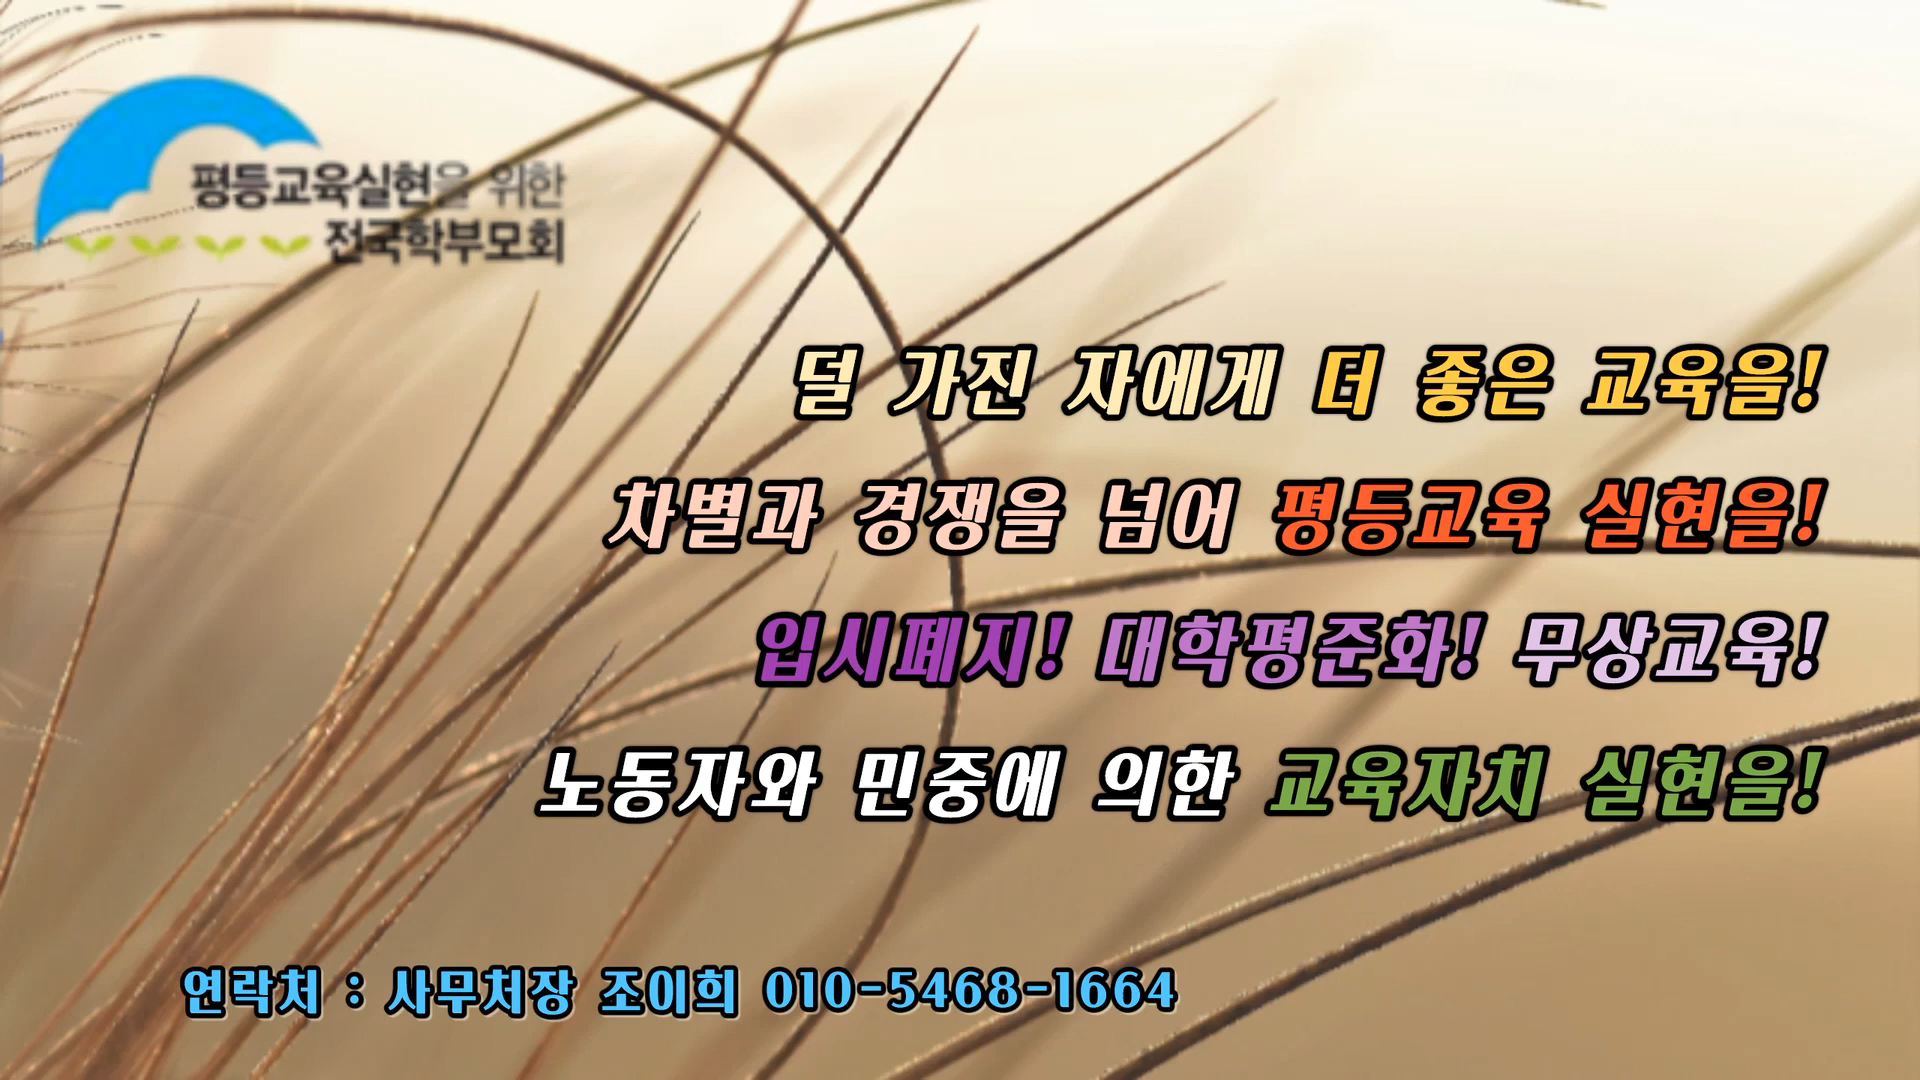 평등교육실현을 위한
전국학부모회
덜 가진 자에게 더 좋은 교육을!
차별과 경쟁을 넘어 평등교육 실현을!
입시폐지! 대학평준화! 무상교육!
노동자와 민중에 의한 교육자치 실현을!
연락처 : 사무처장 조이희 010-5468-1664